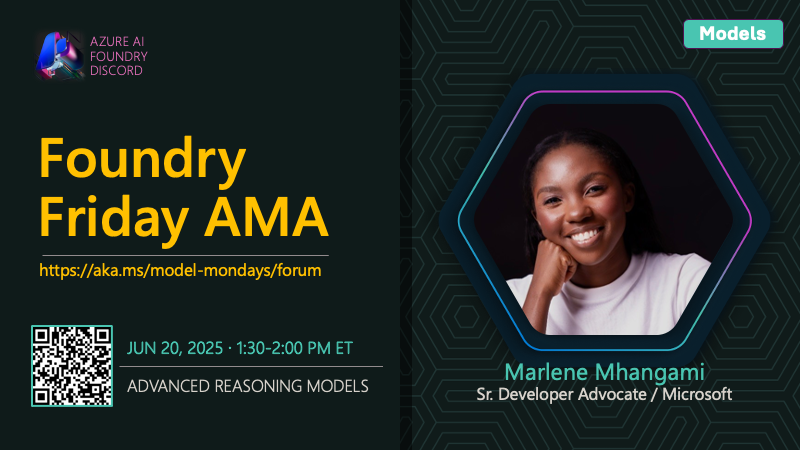 AZURE AI
FOUNDRY
DISCORD
Models
Foundry
Friday AMA
https://aka.ms/model-mondays/forum
JUN 20, 2025 · 1:30-2:00 PM ET
ADVANCED REASONING MODELS
Marlene Mhangami
Sr. Developer Advocate / Microsoft